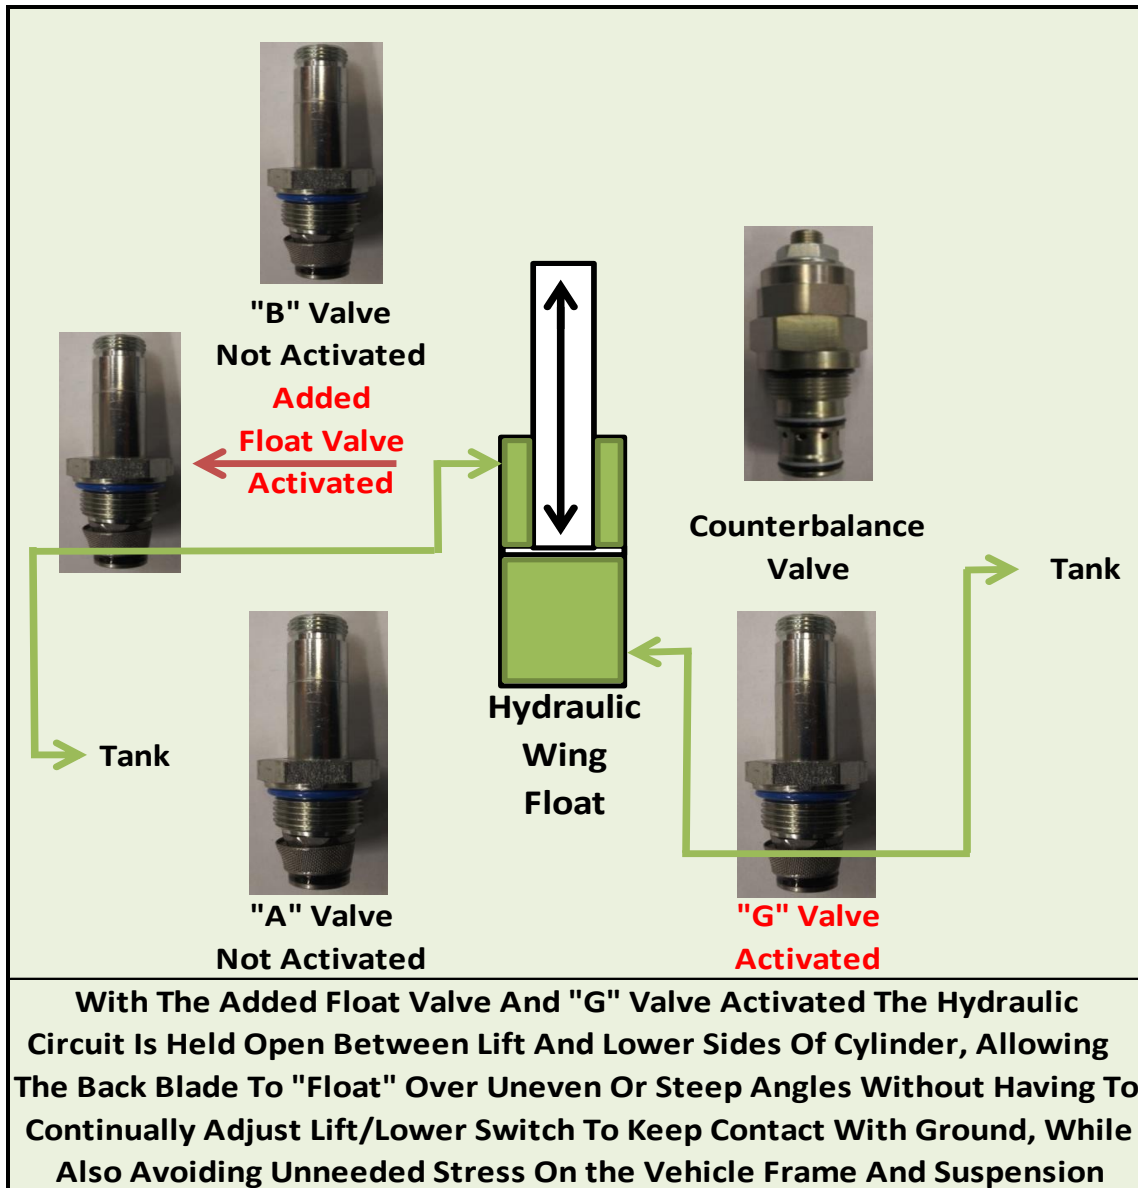 "B" Valve
Not Activated
Added
Float Valve
Activated
Counterbalance
Valve
Tank
Tank
Hydraulic
Wing
Float
"A" Valve
Not Activated
"G" Valve
Activated
With The Added Float Valve And "G" Valve Activated The Hydraulic
Circuit Is Held Open Between Lift And Lower Sides Of Cylinder, Allowing
The Back Blade To "Float" Over Uneven Or Steep Angles Without Having To
Continually Adjust Lift/Lower Switch To Keep Contact With Ground, While
Also Avoiding Unneeded Stress On the Vehicle Frame And Suspension